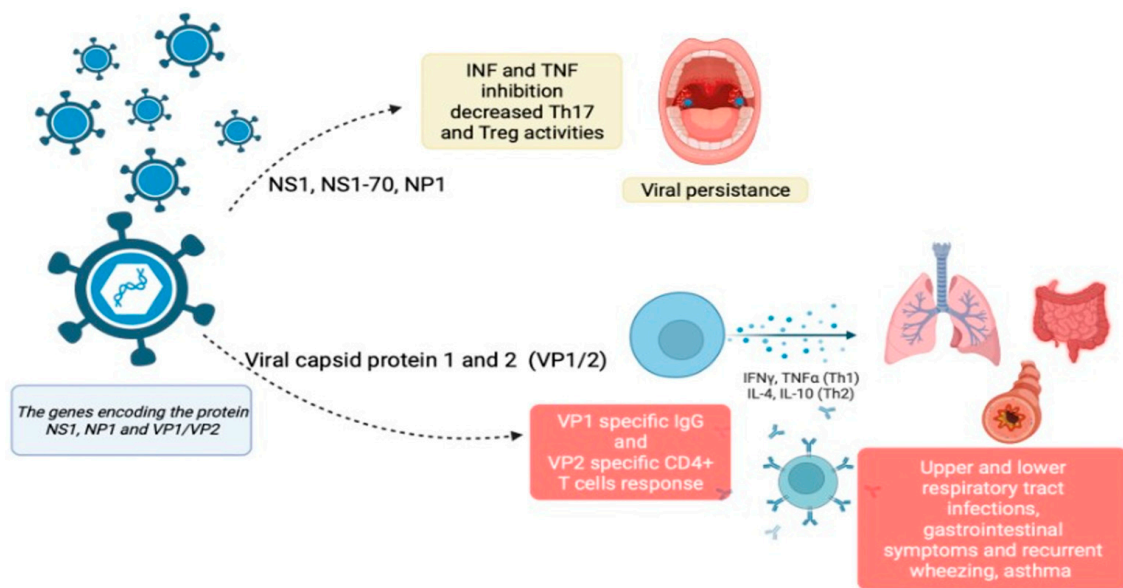 INF and TNF
inhibition
decreased Th17
and Treg activities
NS1, NS1-70, NP1
Viral persistance
Viral capsid protein 1 and 2 (VP1/2)
IFNγ, TNFα (Th1)
IL-4, IL-10 (Th2)
The genes encoding the protein
NS1, NP1 and VP1/VP2
VP1 specific IgG
and
VP2 specific CD4+
T cells response
Upper and lower
respiratory tract
infections,
gastrointestinal
symptoms and recurrent
wheezing, asthma